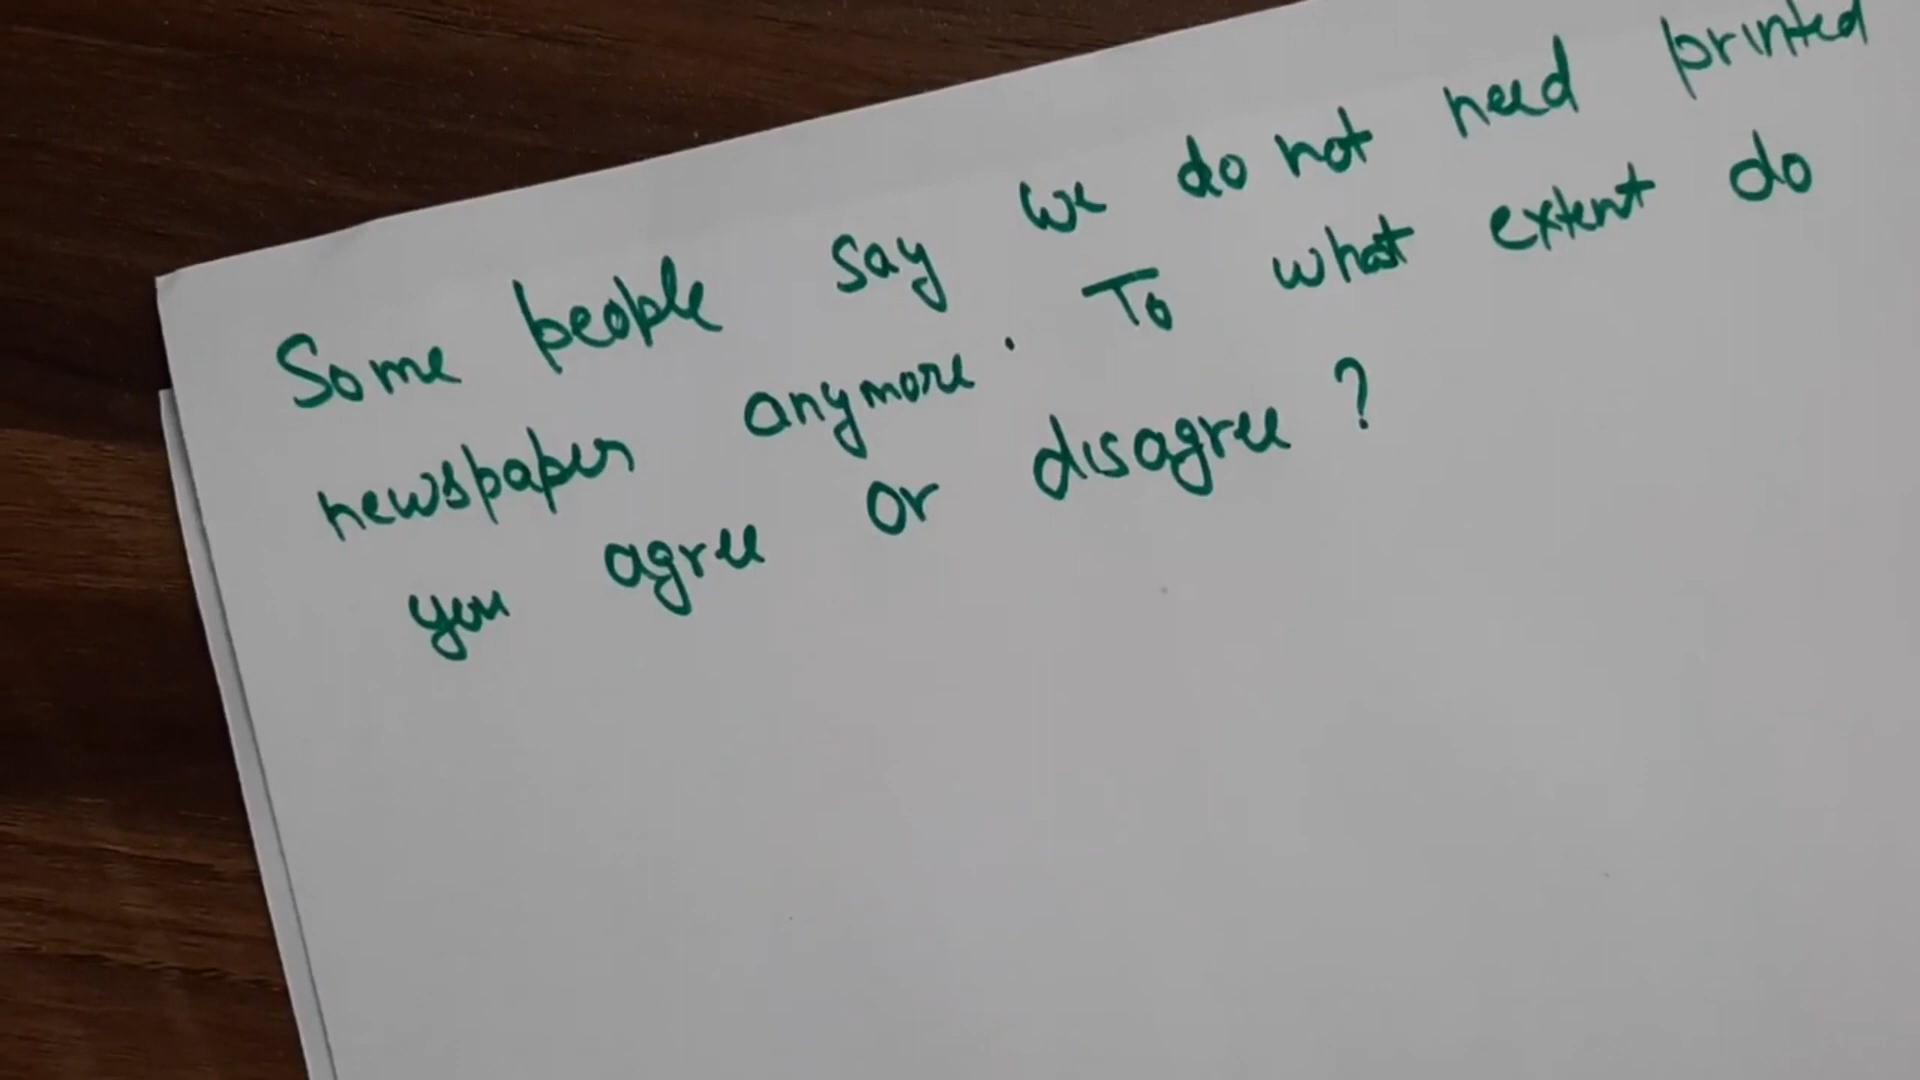 Some people say we do not need printed
newspaper anymore. To what extent do
you agree or disagree?